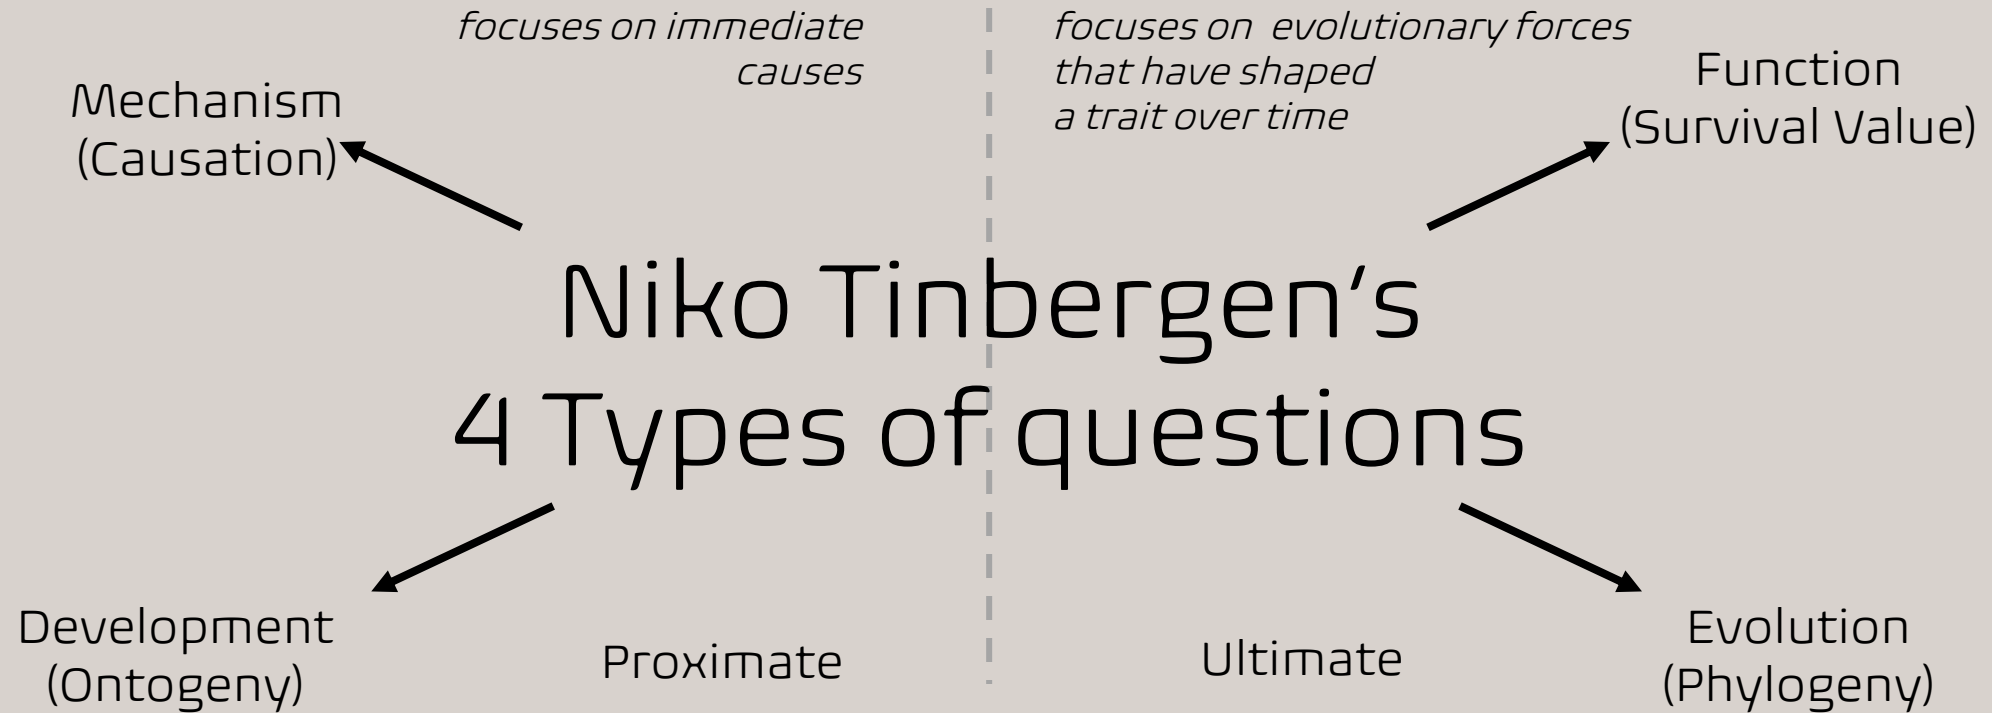 focuses on immediate
causes
focuses on evolutionary forces
that have shaped
a trait over time
Mechanism
(Causation)
Function
(Survival Value)
Niko Tinbergen's
4 Types of questions
Development
(Ontogeny)
Proximate
Ultimate
Evolution
(Phylogeny)